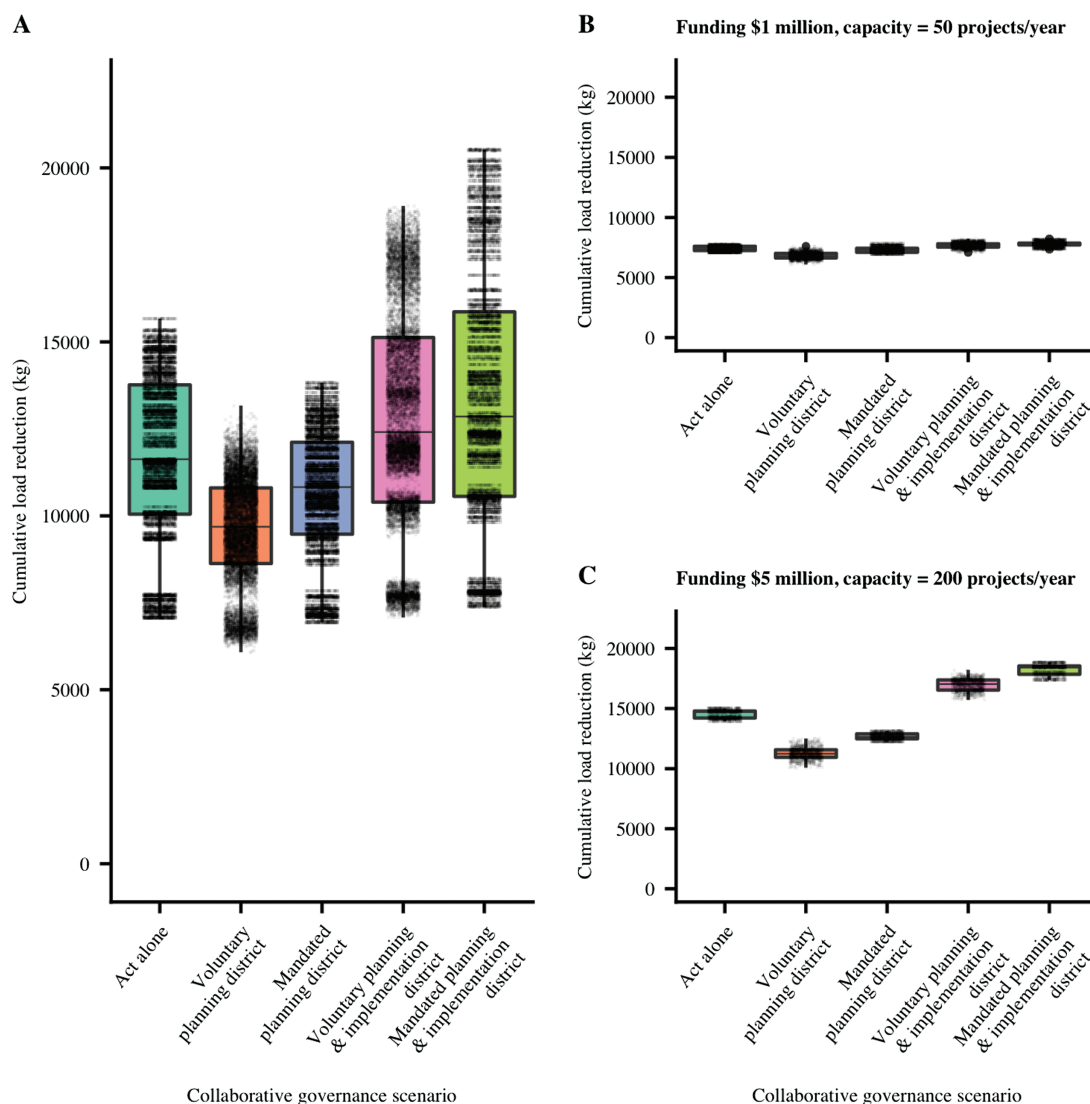 A
Cumulative load reduction (kg)
20000
15000
10000
5000
0
Act alone
Voluntary
planning district
Mandated
planning district
Voluntary planning
& implementation
district
Mandated planning
& implementation
district
Collaborative governance scenario
B
Funding $1 million, capacity = 50 projects/year
Cumulative load reduction (kg)
20000
15000
10000
5000
0
Act alone
Voluntary
planning district
Mandated
planning district
Voluntary planning
& implementation
district
Mandated planning
& implementation
district
C
Funding $5 million, capacity = 200 projects/year
Cumulative load reduction (kg)
20000
15000
10000
5000
0
Act alone
Voluntary
planning district
Mandated
planning district
Voluntary planning
& implementation
district
Mandated planning
& implementation
district
Collaborative governance scenario